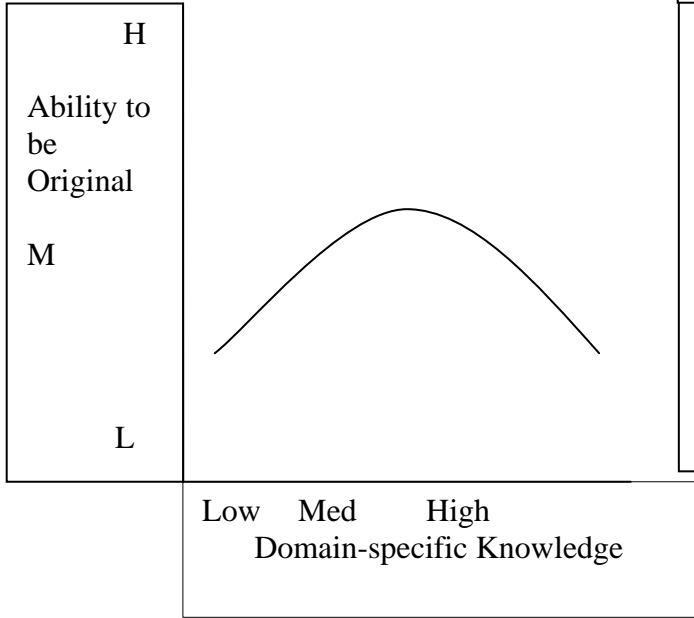 H
Ability to
be
Original
M
L
Low Med High
Domain-specific Knowledge